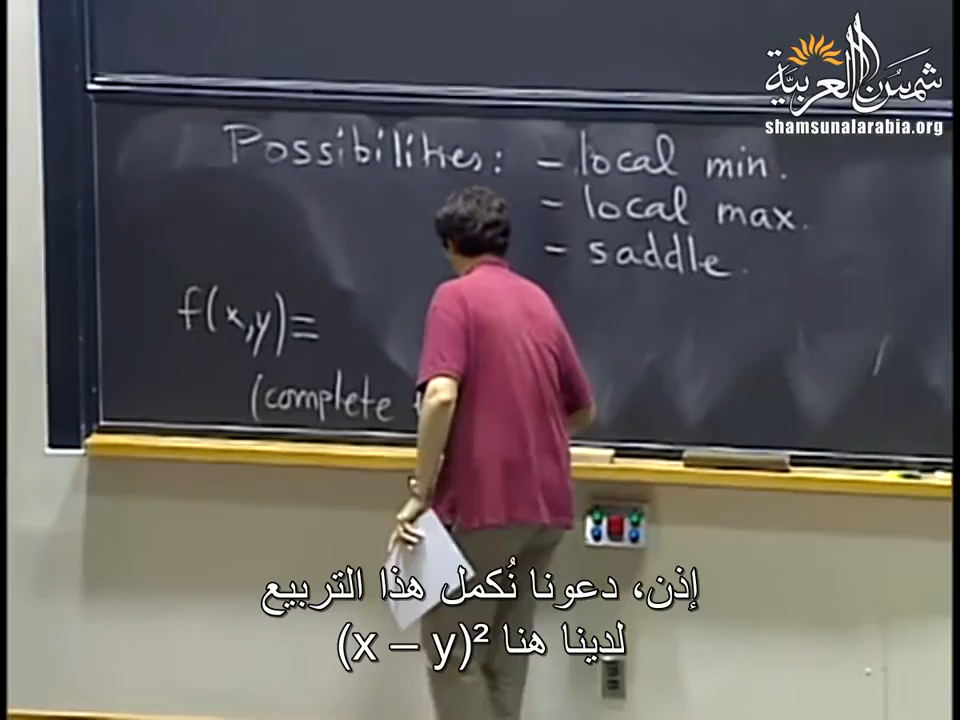 شمس العربية
shamsunalarabia.org
Possibilities: - local min.
- local max.
- saddle.
f(x,y)=
(complete
إذن، دعونا نُكمل هذا التربيع
لدينا هنا (x – y)²